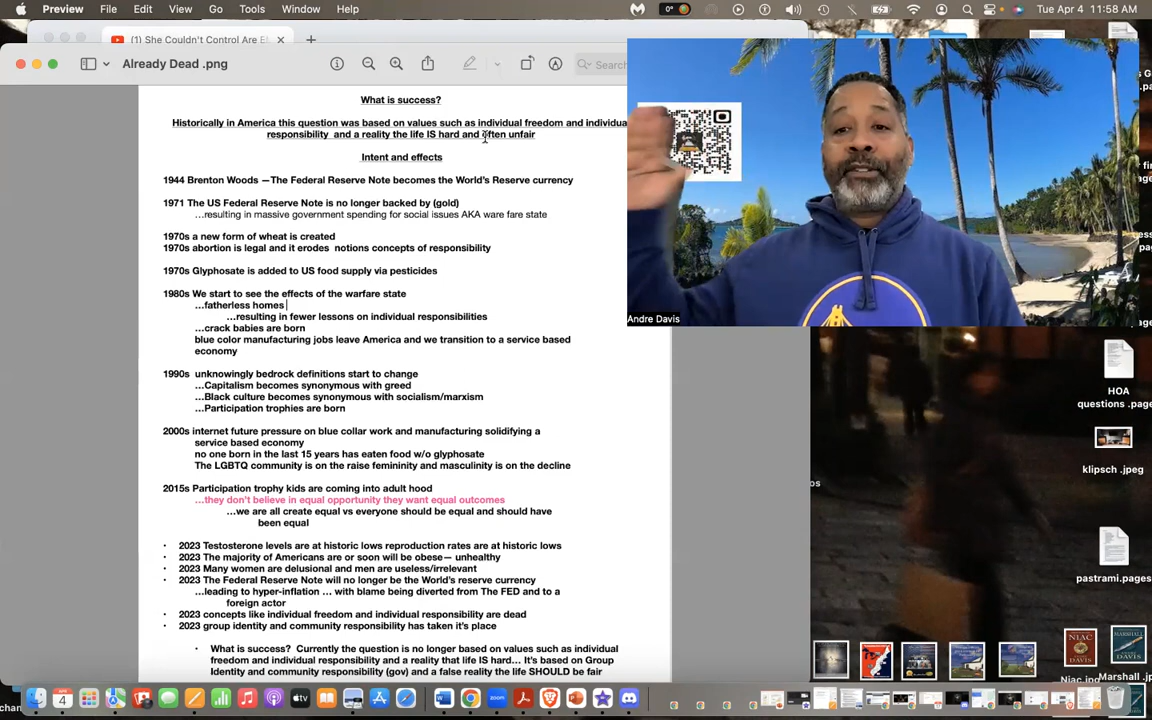 Preview File Edit View Go Tools Window Help
0°
Tue Apr 4 11:58 AM
(1) She Couldn't Control Are
Already Dead .png
Search
What is success?
Historically in America this question was based on values such as individual freedom and individua
responsibility and a reality the life IS hard and often unfair
Intent and effects
1944 Brenton Woods —The Federal Reserve Note becomes the World's Reserve currency
1971 The US Federal Reserve Note is no longer backed by (gold)
...resulting in massive government spending for social issues AKA ware fare state
1970s a new form of wheat is created
1970s abortion is legal and it erodes notions concepts of responsibility
1970s Glyphosate is added to US food supply via pesticides
1980s We start to see the effects of the warfare state
...fatherless homes
...resulting in fewer lessons on individual responsibilities
...crack babies are born
blue color manufacturing jobs leave America and we transition to a service based
economy
1990s unknowingly bedrock definitions start to change
...Capitalism becomes synonymous with greed
...Black culture becomes synonymous with socialism/marxism
...Participation trophies are born
2000s internet future pressure on blue collar work and manufacturing solidifying a
service based economy
no one born in the last 15 years has eaten food w/o glyphosate
The LGBTQ community is on the raise femininity and masculinity is on the decline
2015s Participation trophy kids are coming into adult hood
...they don't believe in equal opportunity they want equal outcomes
...we are all create equal vs everyone should be equal and should have
been equal
· 2023 Testosterone levels are at historic lows reproduction rates are at historic lows
· 2023 The majority of Americans are or soon will be obese— unhealthy
· 2023 Many women are delusional and men are useless/irrelevant
· 2023 The Federal Reserve Note will no longer be the World's reserve currency
...leading to hyper-inflation ... with blame being diverted from The FED and to a
foreign actor
· 2023 concepts like individual freedom and individual responsibility are dead
· 2023 group identity and community responsibility has taken it's place
· What is success? Currently the question is no longer based on values such as individual
freedom and individual responsibility and a reality that life IS hard... It's based on Group
Identity and community responsibility (gov) and a false reality the life SHOULD be fair
Andre Davis
HOA
questions .page
klipsch .jpeg
pastrami.pages
NIAC
DAVIS
MARSHALL
DAVIS
Niac.jpg
Marshall .jp